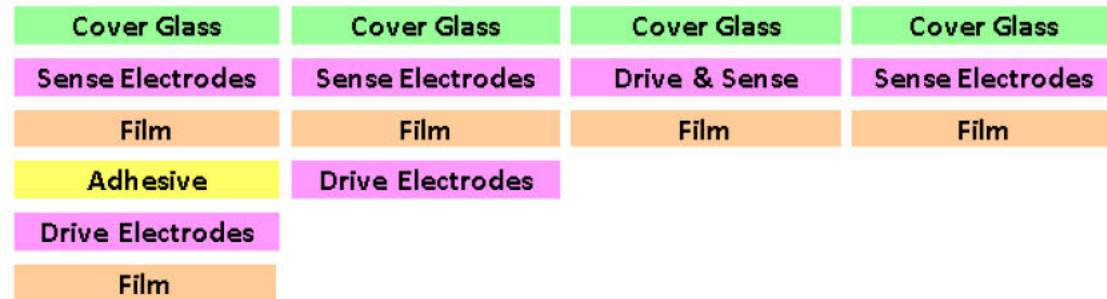 Cover Glass Cover Glass Cover Glass Cover Glass
Sense Electrodes Sense Electrodes Drive & Sense Sense Electrodes
Film Film Film Film
Adhesive Drive Electrodes
Drive Electrodes
Film